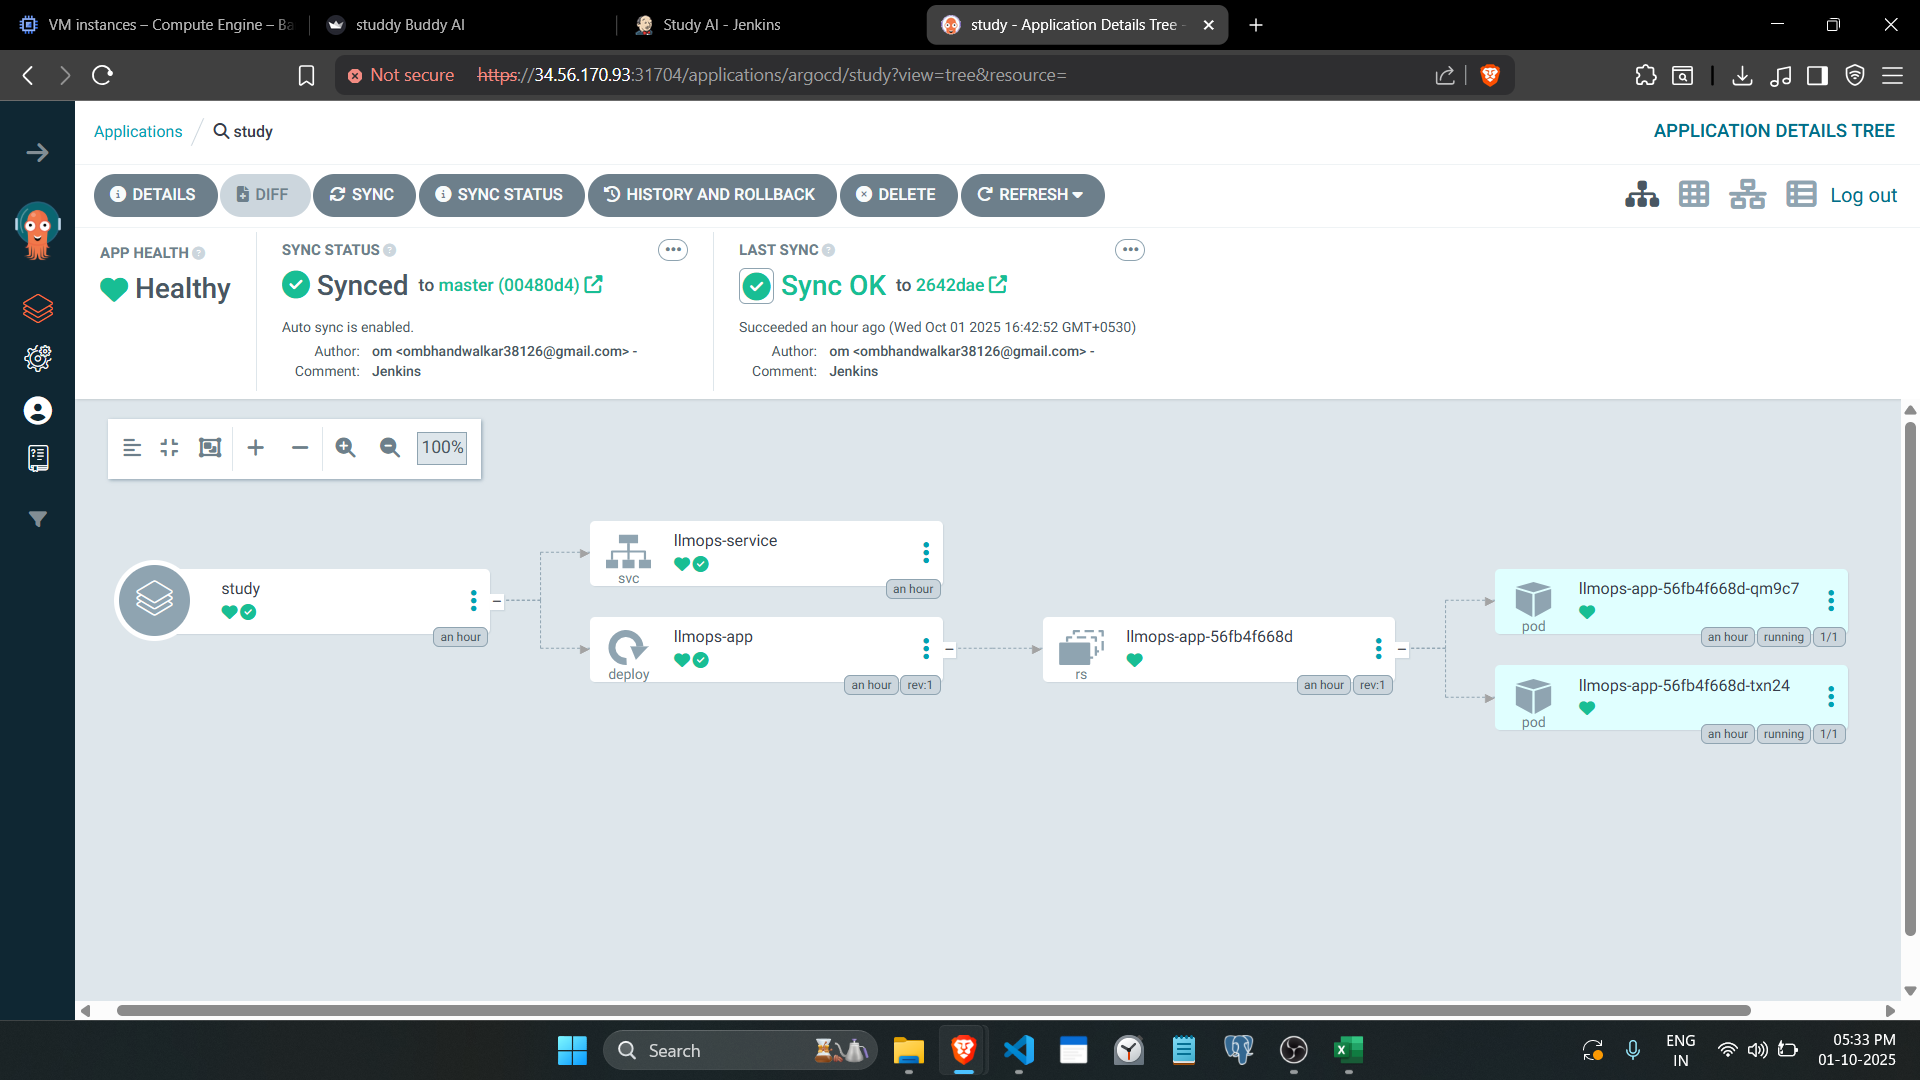 VM instances – Compute Engine – Ba
studdy Buddy AI
Study AI - Jenkins
study - Application Details Tree -
Not secure
https://34.56.170.93:31704/applications/argocd/study?view=tree&resource=
Applications / study
APPLICATION DETAILS TREE
DETAILS
DIFF
SYNC
SYNC STATUS
HISTORY AND ROLLBACK
DELETE
REFRESH
Log out
APP HEALTH
Healthy
SYNC STATUS
Synced to master (00480d4)
Auto sync is enabled.
Author: om <ombhandwalkar38126@gmail.com> -
Comment: Jenkins
LAST SYNC
Sync OK to 2642dae
Succeeded an hour ago (Wed Oct 01 2025 16:42:52 GMT+0530)
Author: om <ombhandwalkar38126@gmail.com> -
Comment: Jenkins
100%
study
an hour
llmops-service
svc
an hour
llmops-app
deploy
an hour rev:1
llmops-app-56fb4f668d
rs
an hour rev:1
llmops-app-56fb4f668d-qm9c7
pod
an hour running 1/1
llmops-app-56fb4f668d-txn24
pod
an hour running 1/1
Search
ENG
IN
05:33 PM
01-10-2025